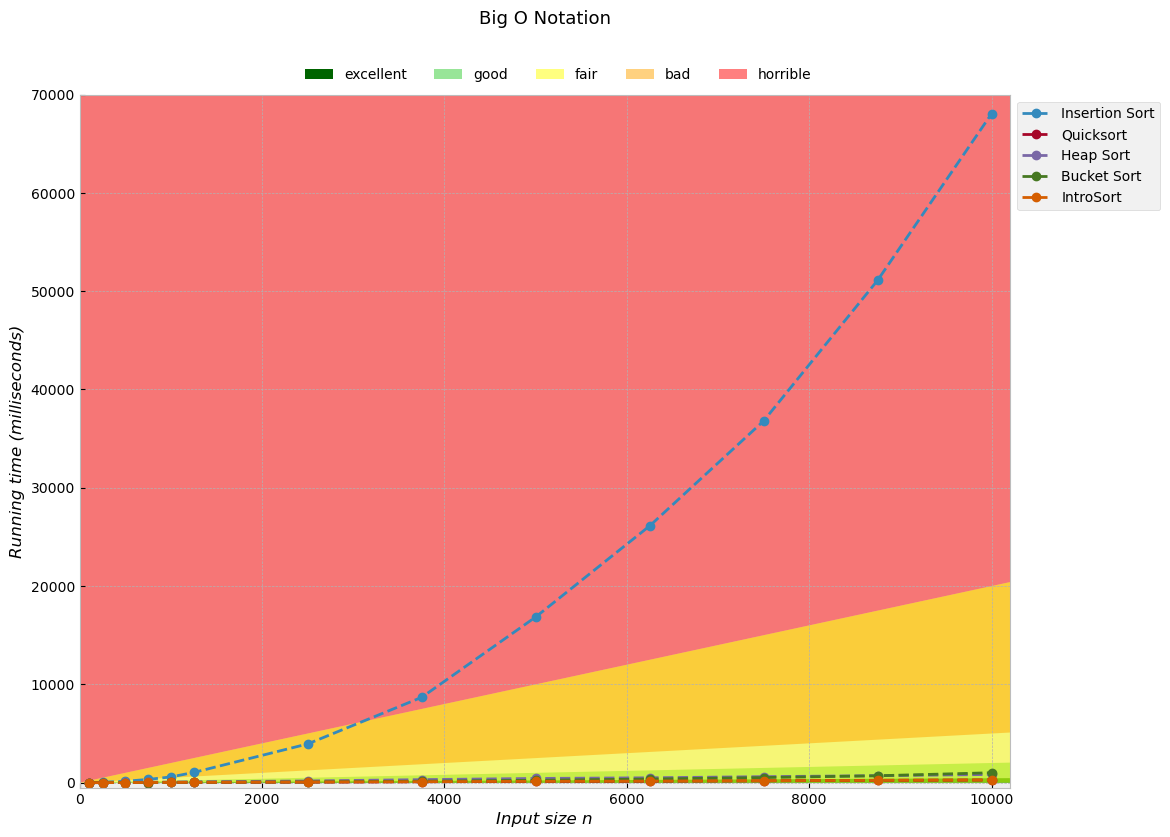 Big O Notation
excellent good fair bad horrible
70000
60000
50000
40000
30000
20000
10000
0
Running time (milliseconds)
0 2000 4000 6000 8000 10000
Input size n
Insertion Sort
Quicksort
Heap Sort
Bucket Sort
IntroSort